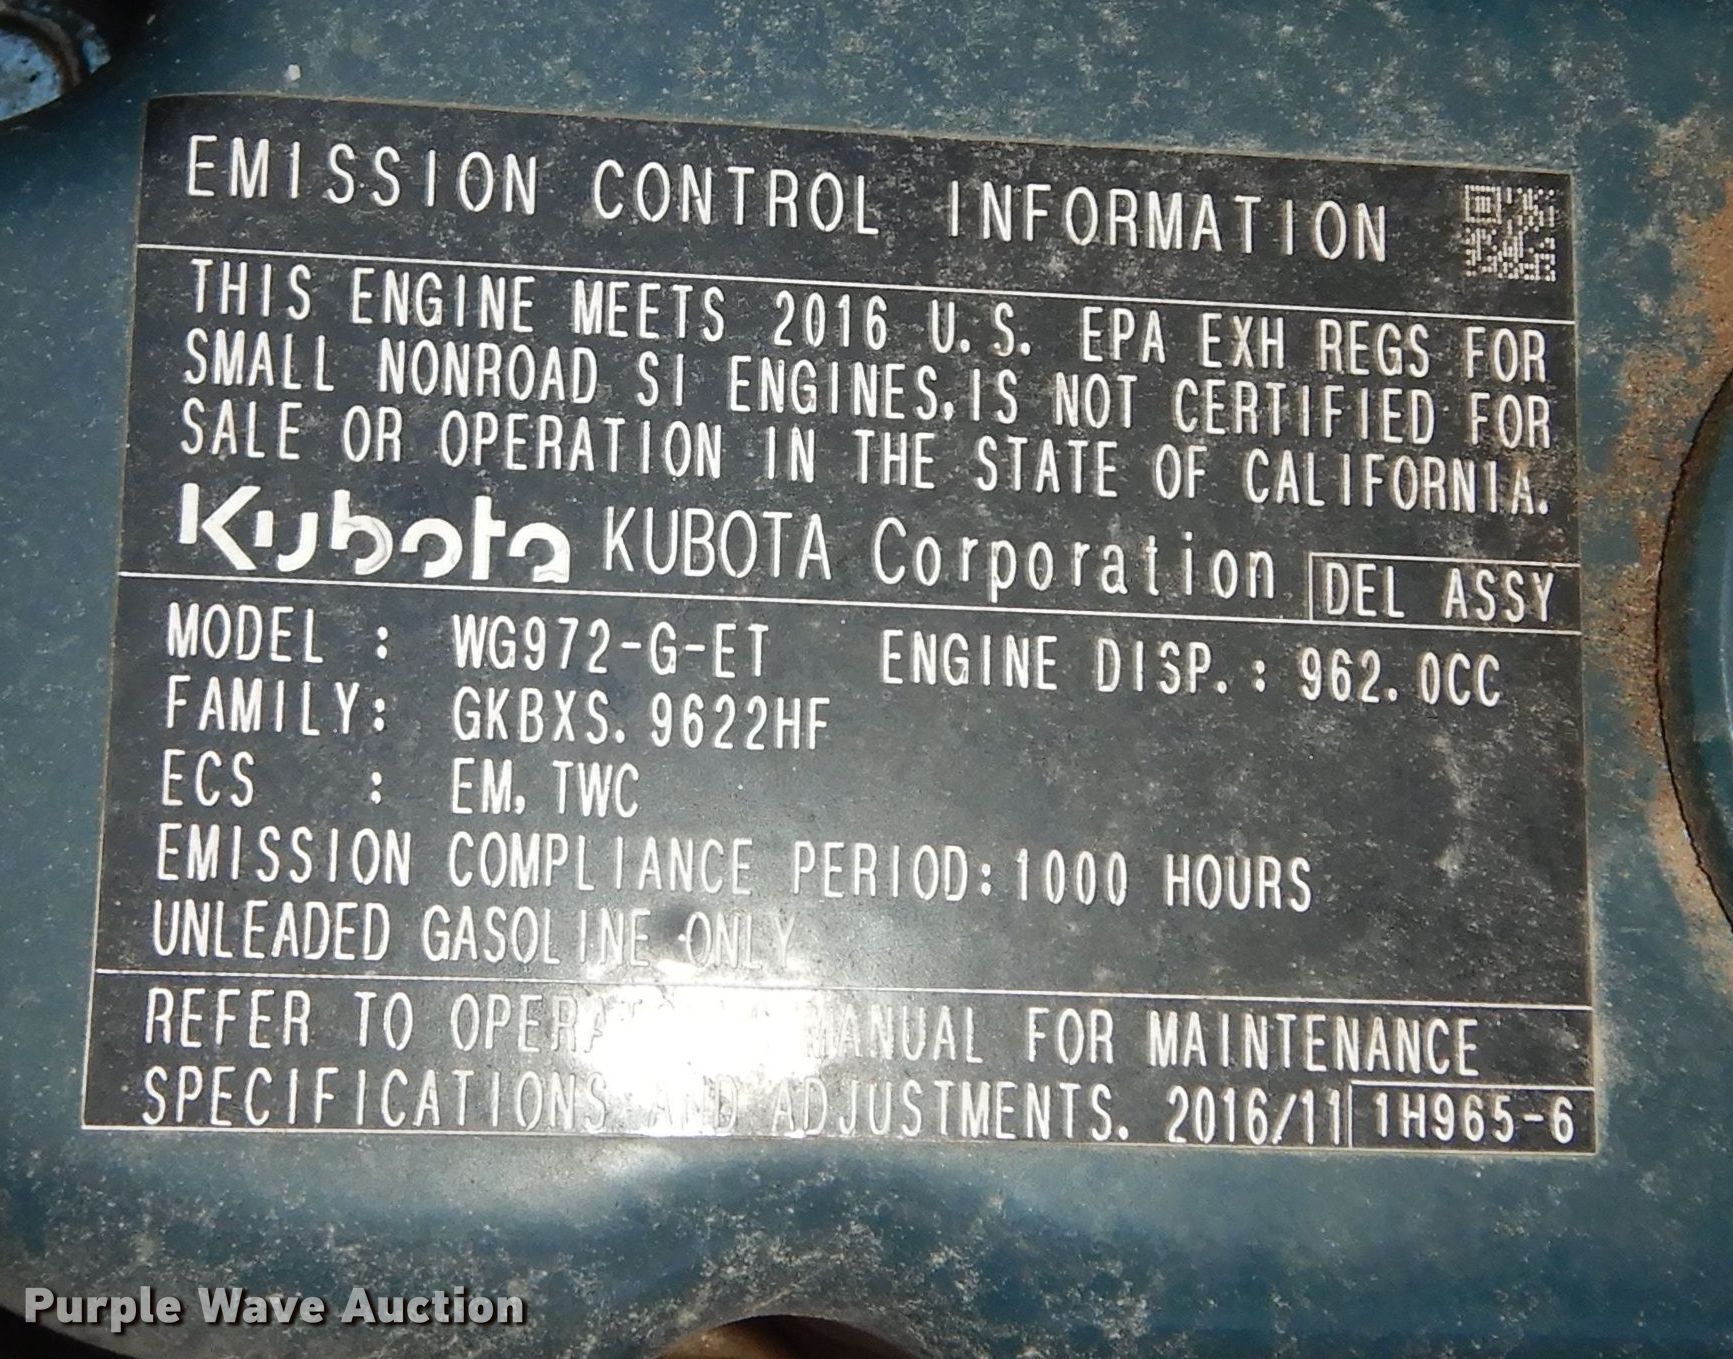 EMISSION CONTROL INFORMATION
THIS ENGINE MEETS 2016 U.S. EPA EXH REGS FOR
SMALL NONROAD SI ENGINES,IS NOT CERTIFIED FOR
SALE OR OPERATION IN THE STATE OF CALIFORNIA.
Kubota KUBOTA Corporation DEL ASSY
MODEL : WG972-G-ET ENGINE DISP.: 962.0CC
FAMILY: GKBXS.9622HF
ECS : EM, TWC
EMISSION COMPLIANCE PERIOD:1000 HOURS
UNLEADED GASOLINE ONLY
REFER TO MANUAL FOR MAINTENANCE
SPECIFICATIONS AND ADJUSTMENTS. 2016/11 1H965-6
Purple Wave Auction